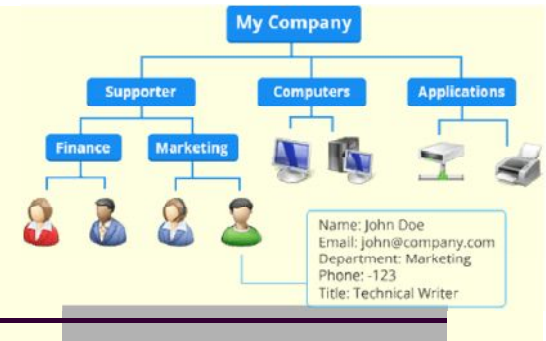 My Company
Supporter
Computers
Applications
Finance
Marketing
Name: John Doe
Email: john@company.com
Department: Marketing
Phone: -123
Title: Technical Writer